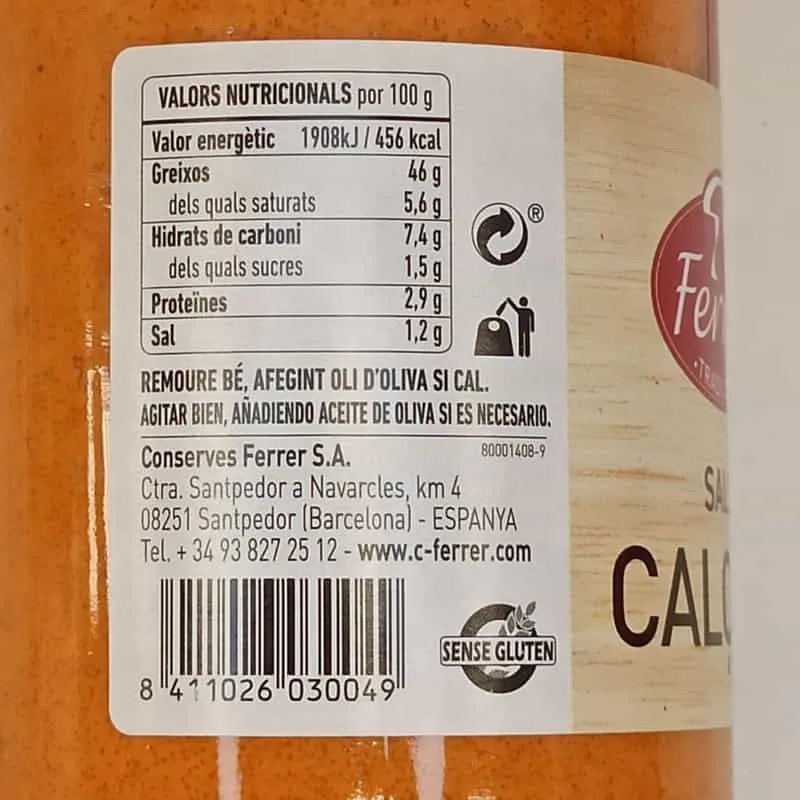 VALORS NUTRICIONALS por 100 g
Valor energètic 1908kJ / 456 kcal
Greixos 46 g
dels quals saturats 5,6 g
Hidrats de carboni 7,4 g
dels quals sucres 1,5 g
Proteïnes 2,9 g
Sal 1,2 g
®
REMOURE BÉ, AFEGINT OLI D'OLIVA SI CAL.
AGITAR BIEN, AÑADIENDO ACEITE DE OLIVA SI ES NECESARIO.
Conserves Ferrer S.A. 80001408-9
Ctra. Santpedor a Navarcles, km 4
08251 Santpedor (Barcelona) - ESPANYA
Tel. + 34 93 827 25 12 - www.c-ferrer.com
SENSE GLUTEN
8 411026 030049